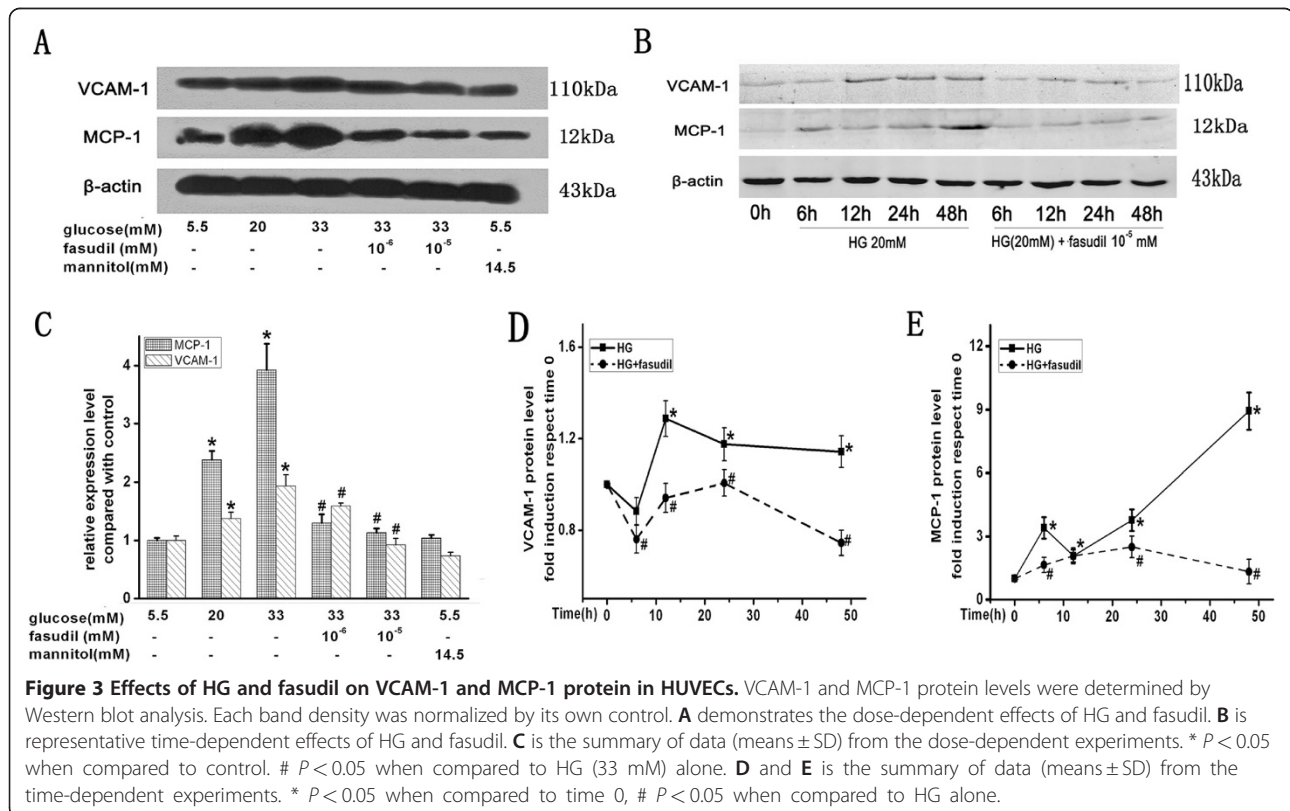 A
VCAM-1
110kDa
MCP-1
12kDa
β-actin
43kDa
glucose(mM) 5.5 20 33 33 33 5.5
fasudil (mM) - - - 10⁻⁶ 10⁻⁵ -
mannitol(mM) - - - - - 14.5
B
VCAM-1
110kDa
MCP-1
12kDa
β-actin
43kDa
0h 6h 12h 24h 48h 6h 12h 24h 48h
HG 20mM
HG(20mM) + fasudil 10⁻⁵ mM
C
relative expression level
compared with control
MCP-1
VCAM-1
4
3
2
1
0
* * * * # # # #
glucose(mM) 5.5 20 33 33 33 5.5
fasudil (mM) - - - 10⁻⁶ 10⁻⁵ -
mannitol(mM) - - - - - 14.5
D
VCAM-1 protein level
fold induction respect time 0
HG
HG+fasudil
1.6
1.2
0.8
* * *
# # # #
Time(h) 0 10 20 30 40 50
E
MCP-1 protein level
fold induction respect time 0
HG
HG+fasudil
12
9
6
3
0
* * * *
# # #
Time(h) 0 10 20 30 40 50
Figure 3 Effects of HG and fasudil on VCAM-1 and MCP-1 protein in HUVECs. VCAM-1 and MCP-1 protein levels were determined by
Western blot analysis. Each band density was normalized by its own control. A demonstrates the dose-dependent effects of HG and fasudil. B is
representative time-dependent effects of HG and fasudil. C is the summary of data (means ± SD) from the dose-dependent experiments. * P < 0.05
when compared to control. # P < 0.05 when compared to HG (33 mM) alone. D and E is the summary of data (means ± SD) from the
time-dependent experiments. * P < 0.05 when compared to time 0, # P < 0.05 when compared to HG alone.